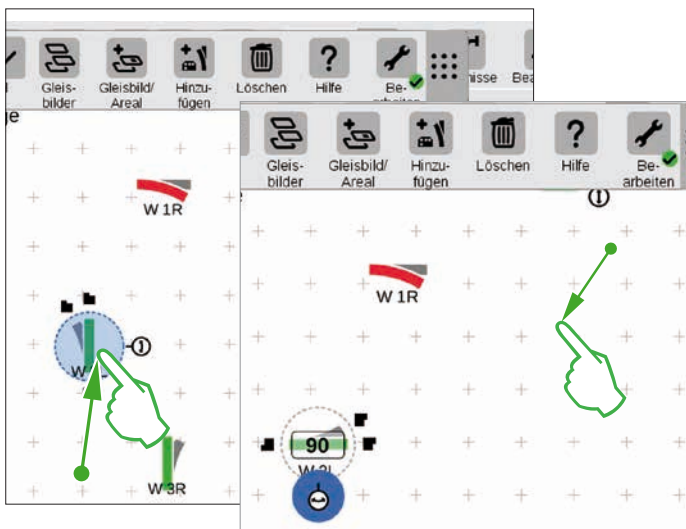 Gleis-
bilder
Gleisbild/
Areal
Hinzu-
fügen
Löschen
Hilfe
Be-
W 1R
W 3R
Gleis-
bilder
Gleisbild/
Areal
Hinzu-
fügen
Löschen
Hilfe
Be-
arbeiten
W 1R
90